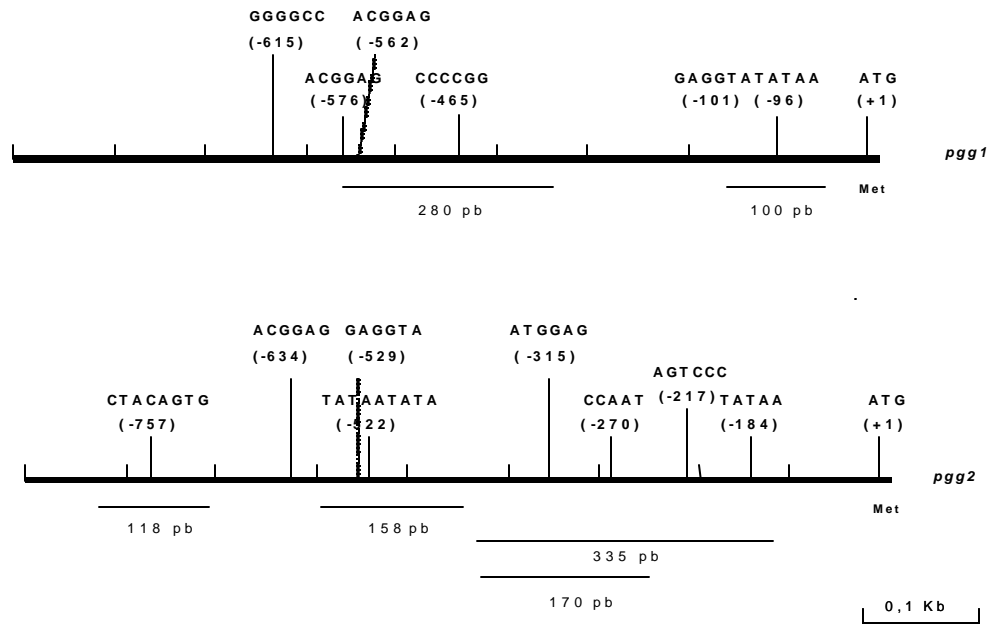 GGGGCC ACGGAG
(-615) (-562)
ACGGAG CCCCGG GAGGTATATAA ATG
(-576) (-465) (-101) (-96) (+1)
pgg1
Met
280 pb 100 pb
ACGGAG GAGGTA ATGGAG
(-634) (-529) (-315)
AGTCCC
CTACAGTG TATAATATA CCAAT (-217) TATAA ATG
(-757) (-522) (-270) (-184) (+1)
pgg2
Met
118 pb 158 pb
335 pb
170 pb
0,1 Kb